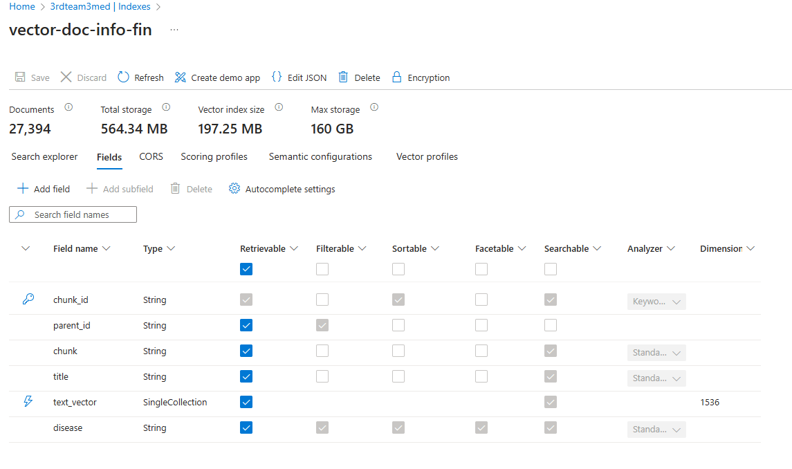 Home > 3rdteam3med | Indexes >
vector-doc-info-fin ...
Save Discard Refresh Create demo app Edit JSON Delete Encryption
Documents Total storage Vector index size Max storage
27,394 564.34 MB 197.25 MB 160 GB
Search explorer Fields CORS Scoring profiles Semantic configurations Vector profiles
Add field Add subfield Delete Autocomplete settings
Search field names
Field name Type Retrievable Filterable Sortable Facetable Searchable Analyzer Dimension
chunk_id String Keywo...
parent_id String
chunk String Standa...
title String Standa...
text_vector SingleCollection 1536
disease String Standa...